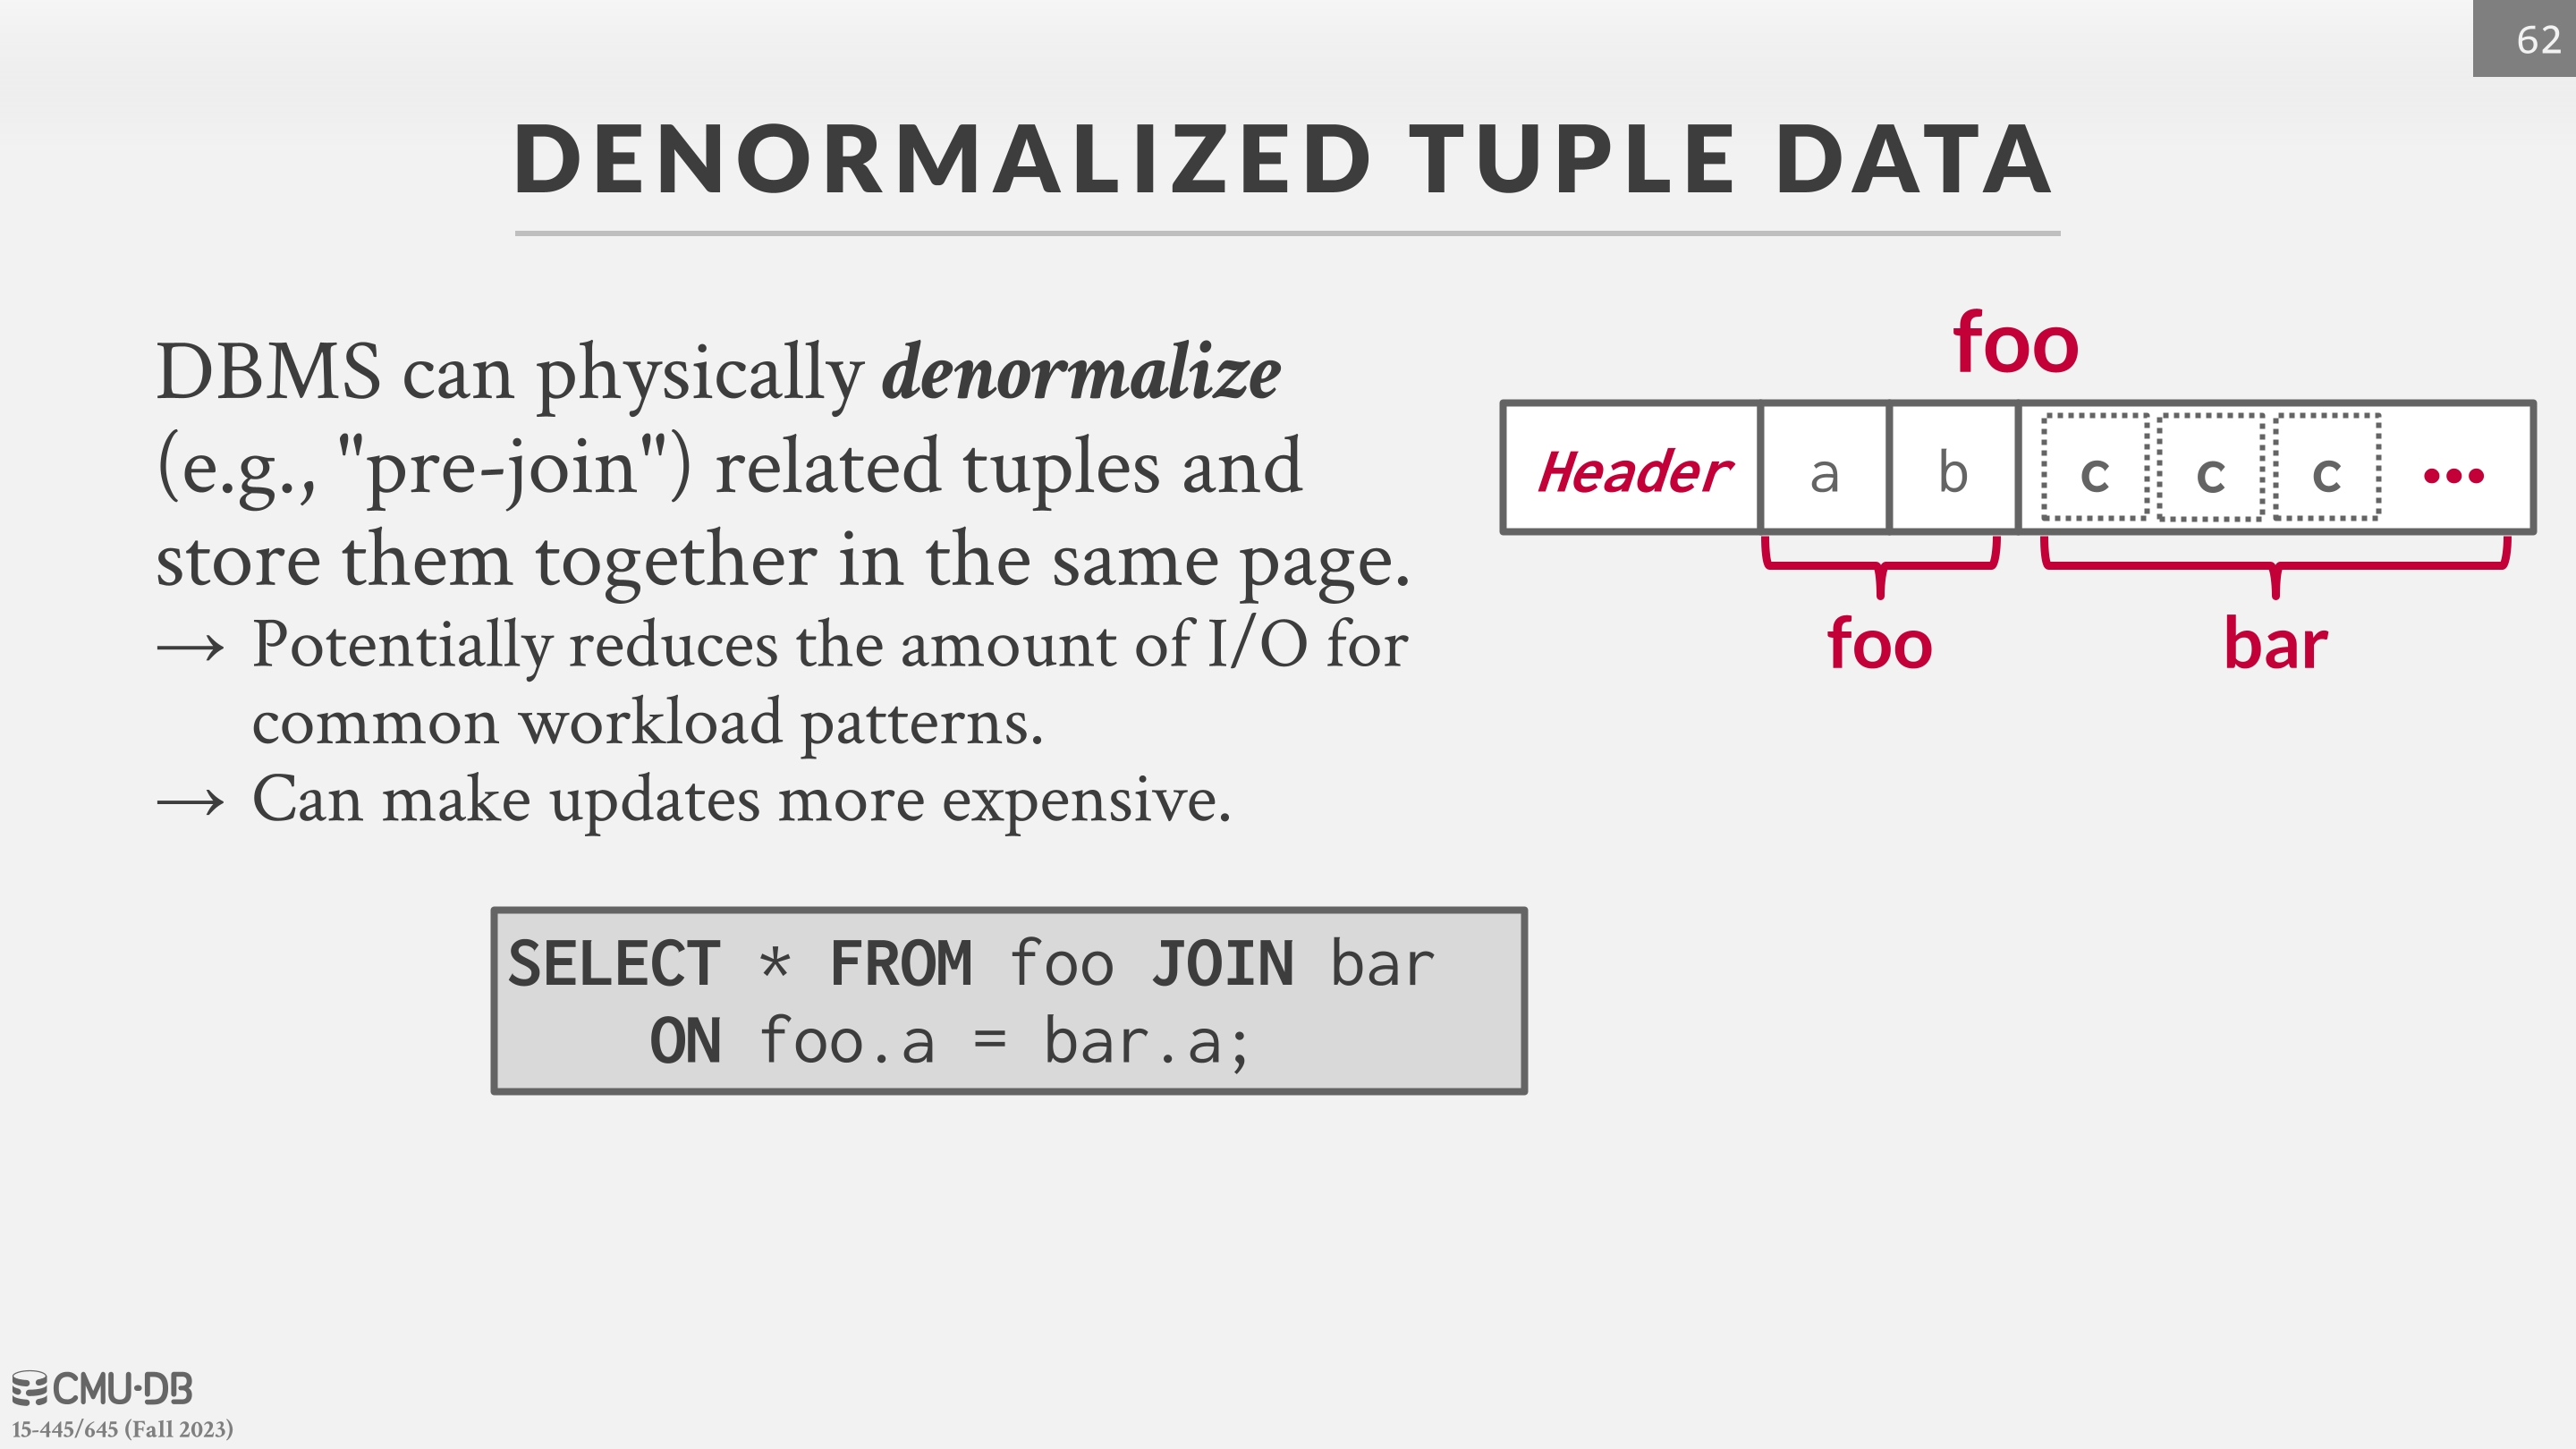 62
DENORMALIZED TUPLE DATA
DBMS can physically denormalize
(e.g., "pre-join") related tuples and
store them together in the same page.
→ Potentially reduces the amount of I/O for
common workload patterns.
→ Can make updates more expensive.
foo
Header a b c c c •••
foo bar
SELECT * FROM foo JOIN bar
ON foo.a = bar.a;
CMU·DB
15-445/645 (Fall 2023)